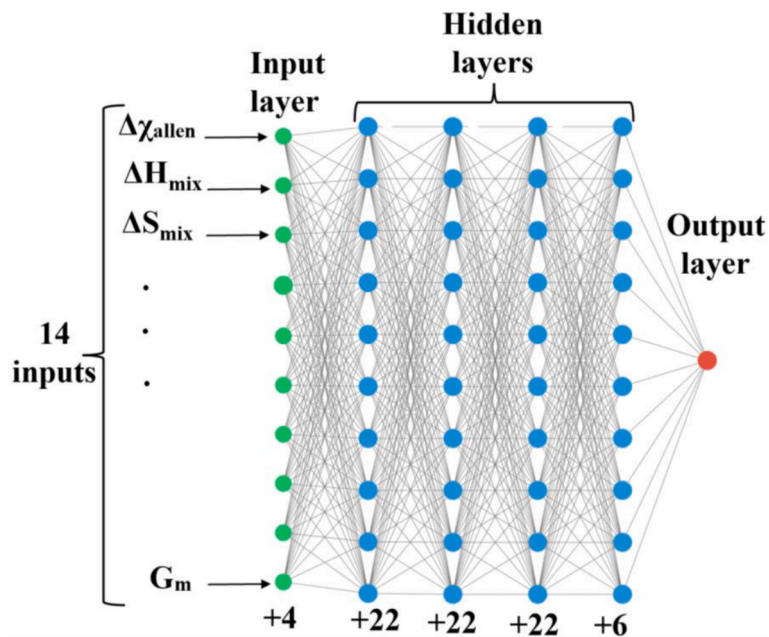 Hidden
layers
Input
layer
Δχallen
ΔHmix
ΔSmix
.
.
.
14
inputs
Gm
Output
layer
+4 +22 +22 +22 +6